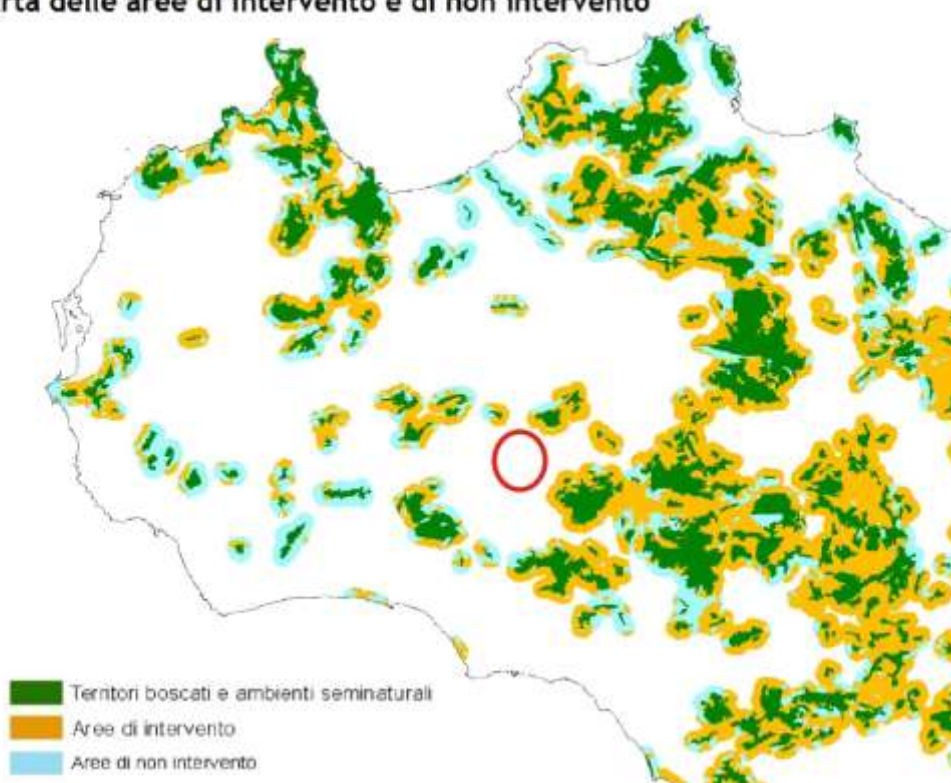 rta delle aree di intervento e di non intervento
Territori boscati e ambienti seminaturali
Aree di intervento
Aree di non intervento